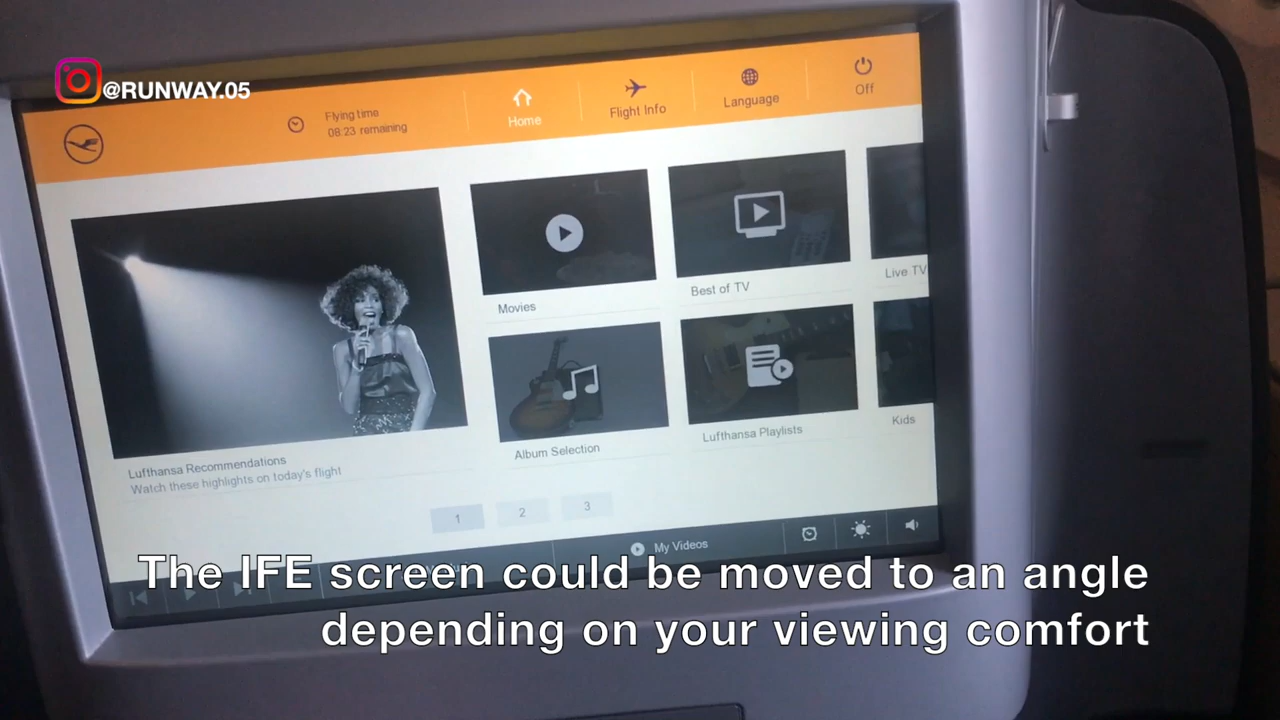 @RUNWAY.05
Flying time
08:23 remaining
Home
Flight Info
Language
Off
Movies
Best of TV
Live TV
Album Selection
Lufthansa Playlists
Kids
Lufthansa Recommendations
Watch these highlights on today's flight
1
2
3
My Videos
The IFE screen could be moved to an angle
depending on your viewing comfort